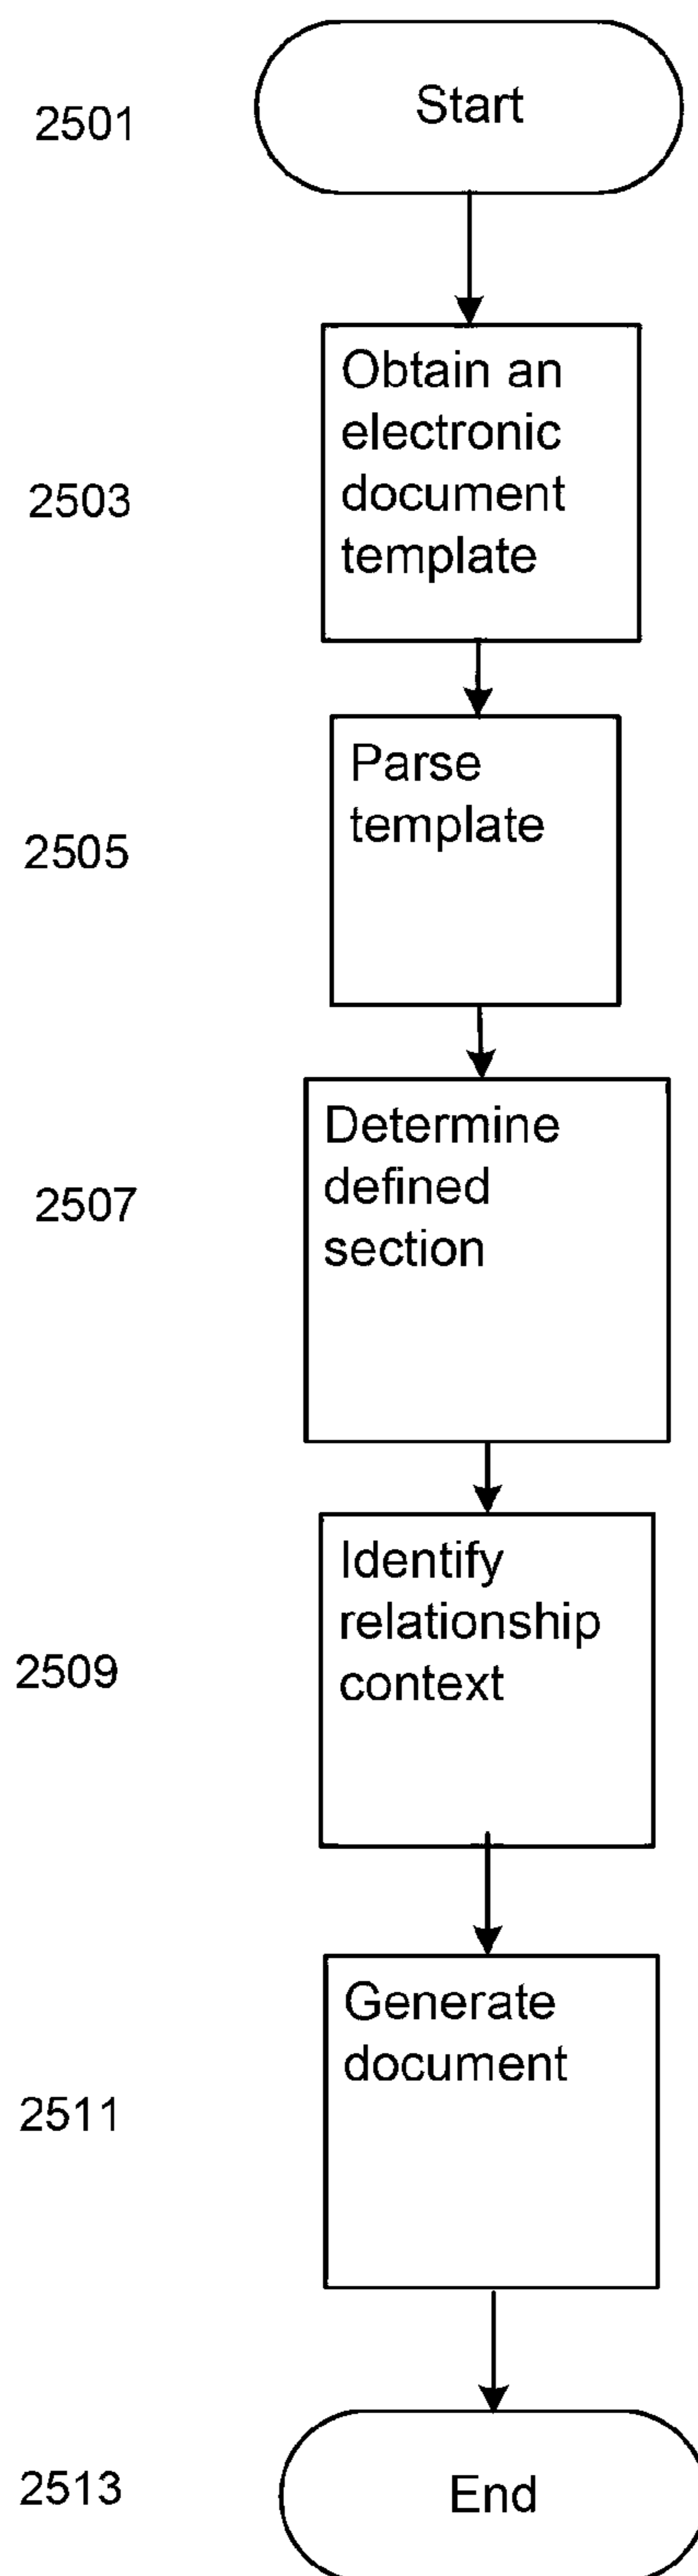 2501
Start
2503
Obtain an
electronic
document
template
2505
Parse
template
2507
Determine
defined
section
2509
Identify
relationship
context
2511
Generate
document
2513
End